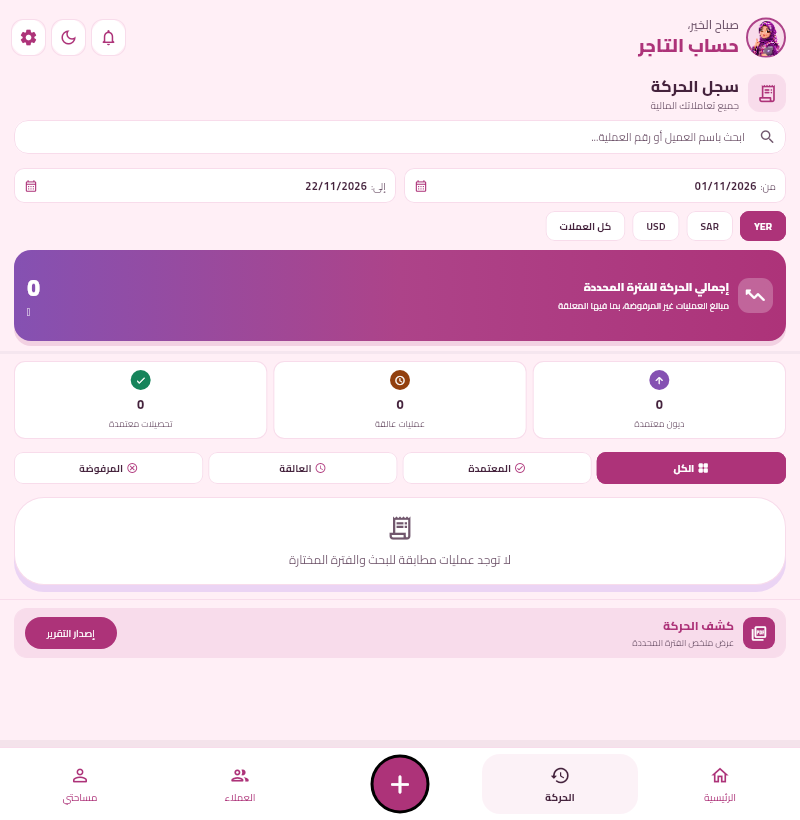 صباح الخير،
حساب التاجر
سجل الحركة
جميع تعاملاتك المالية
ابحث باسم العميل أو رقم العملية...
من: 01/11/2026
إلى: 22/11/2026
YER
SAR
USD
كل العملات
إجمالي الحركة للفترة المحددة
مبالغ العمليات غير المرفوضة، بما فيها المعلقة
0
0
ديون معتمدة
0
عمليات عالقة
0
تحصيلات معتمدة
الكل
المعتمدة
العالقة
المرفوضة
لا توجد عمليات مطابقة للبحث والفترة المختارة
كشف الحركة
عرض ملخص الفترة المحددة
إصدار التقرير
الرئيسية
الحركة
العملاء
مساحتي